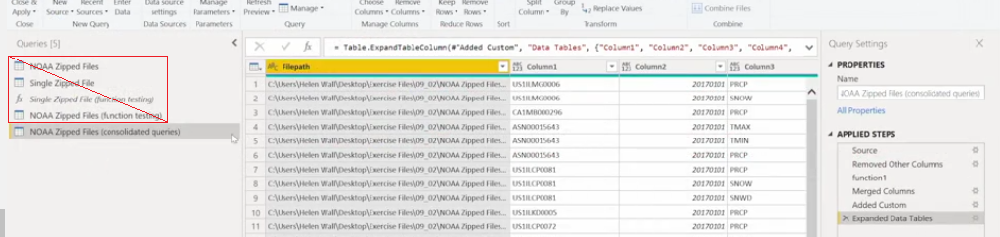 Close & Apply
New Source
Recent Sources
Enter Data
Data source settings
Manage Parameters
Refresh Preview
Manage
Choose Columns
Remove Columns
Keep Rows
Remove Rows
Split Column
Group By
Replace Values
Combine Files
Close
New Query
Data Sources
Parameters
Query
Manage Columns
Reduce Rows
Sort
Transform
Combine
Queries [5]
NOAA Zipped Files
Single Zipped File
fx Single Zipped File (function testing)
NOAA Zipped Files (function testing)
NOAA Zipped Files (consolidated queries)
fx = Table.ExpandTableColumn(#"Added Custom", "Data Tables", {"Column1", "Column2", "Column3", "Column4",
Filepath Column1 Column2 Column3
1 C:\Users\Helen Wall\Desktop\Exercise Files\09_02\NOAA Zipped Files... US1ILMG0006 20170101 PRCP
2 C:\Users\Helen Wall\Desktop\Exercise Files\09_02\NOAA Zipped Files... US1ILMG0006 20170101 SNOW
3 C:\Users\Helen Wall\Desktop\Exercise Files\09_02\NOAA Zipped Files... CA1MB000296 20170101 PRCP
4 C:\Users\Helen Wall\Desktop\Exercise Files\09_02\NOAA Zipped Files... ASN00015643 20170101 TMAX
5 C:\Users\Helen Wall\Desktop\Exercise Files\09_02\NOAA Zipped Files... ASN00015643 20170101 TMIN
6 C:\Users\Helen Wall\Desktop\Exercise Files\09_02\NOAA Zipped Files... ASN00015643 20170101 PRCP
7 C:\Users\Helen Wall\Desktop\Exercise Files\09_02\NOAA Zipped Files... US1ILCP0081 20170101 PRCP
8 C:\Users\Helen Wall\Desktop\Exercise Files\09_02\NOAA Zipped Files... US1ILCP0081 20170101 SNOW
9 C:\Users\Helen Wall\Desktop\Exercise Files\09_02\NOAA Zipped Files... US1ILCP0081 20170101 SNWD
10 C:\Users\Helen Wall\Desktop\Exercise Files\09_02\NOAA Zipped Files... US1ILKD0005 20170101 PRCP
11 C:\Users\Helen Wall\Desktop\Exercise Files\09_02\NOAA Zipped Files... US1ILCP0072 20170101 PRCP
Query Settings
PROPERTIES
Name
NOAA Zipped Files (consolidated queries)
All Properties
APPLIED STEPS
Source
Removed Other Columns
function1
Merged Columns
Added Custom
Expanded Data Tables